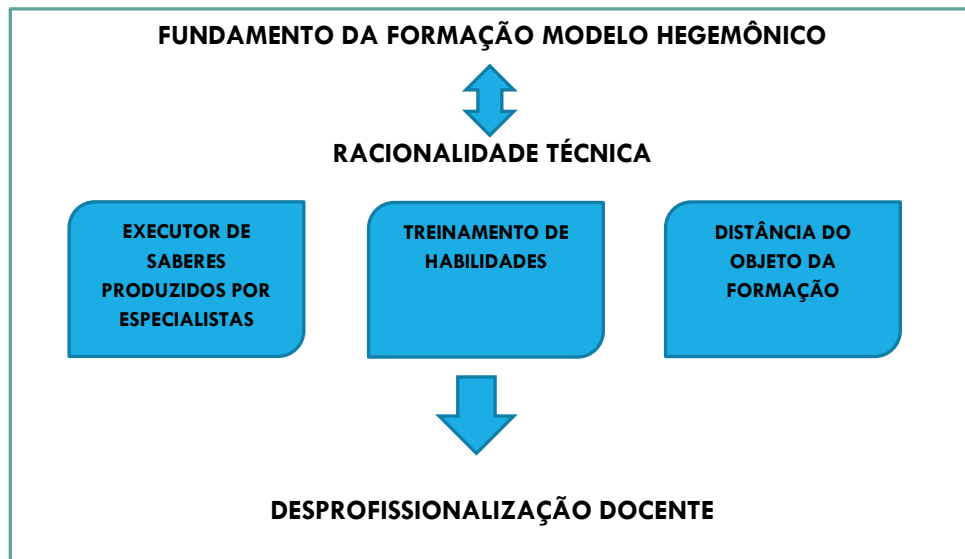 FUNDAMENTO DA FORMAÇÃO MODELO HEGEMÔNICO
RACIONALIDADE TÉCNICA
EXECUTOR DE
SABERES
PRODUZIDOS POR
ESPECIALISTAS
TREINAMENTO DE
HABILIDADES
DISTÂNCIA DO
OBJETO DA
FORMAÇÃO
DESPROFISSIONALIZAÇÃO DOCENTE